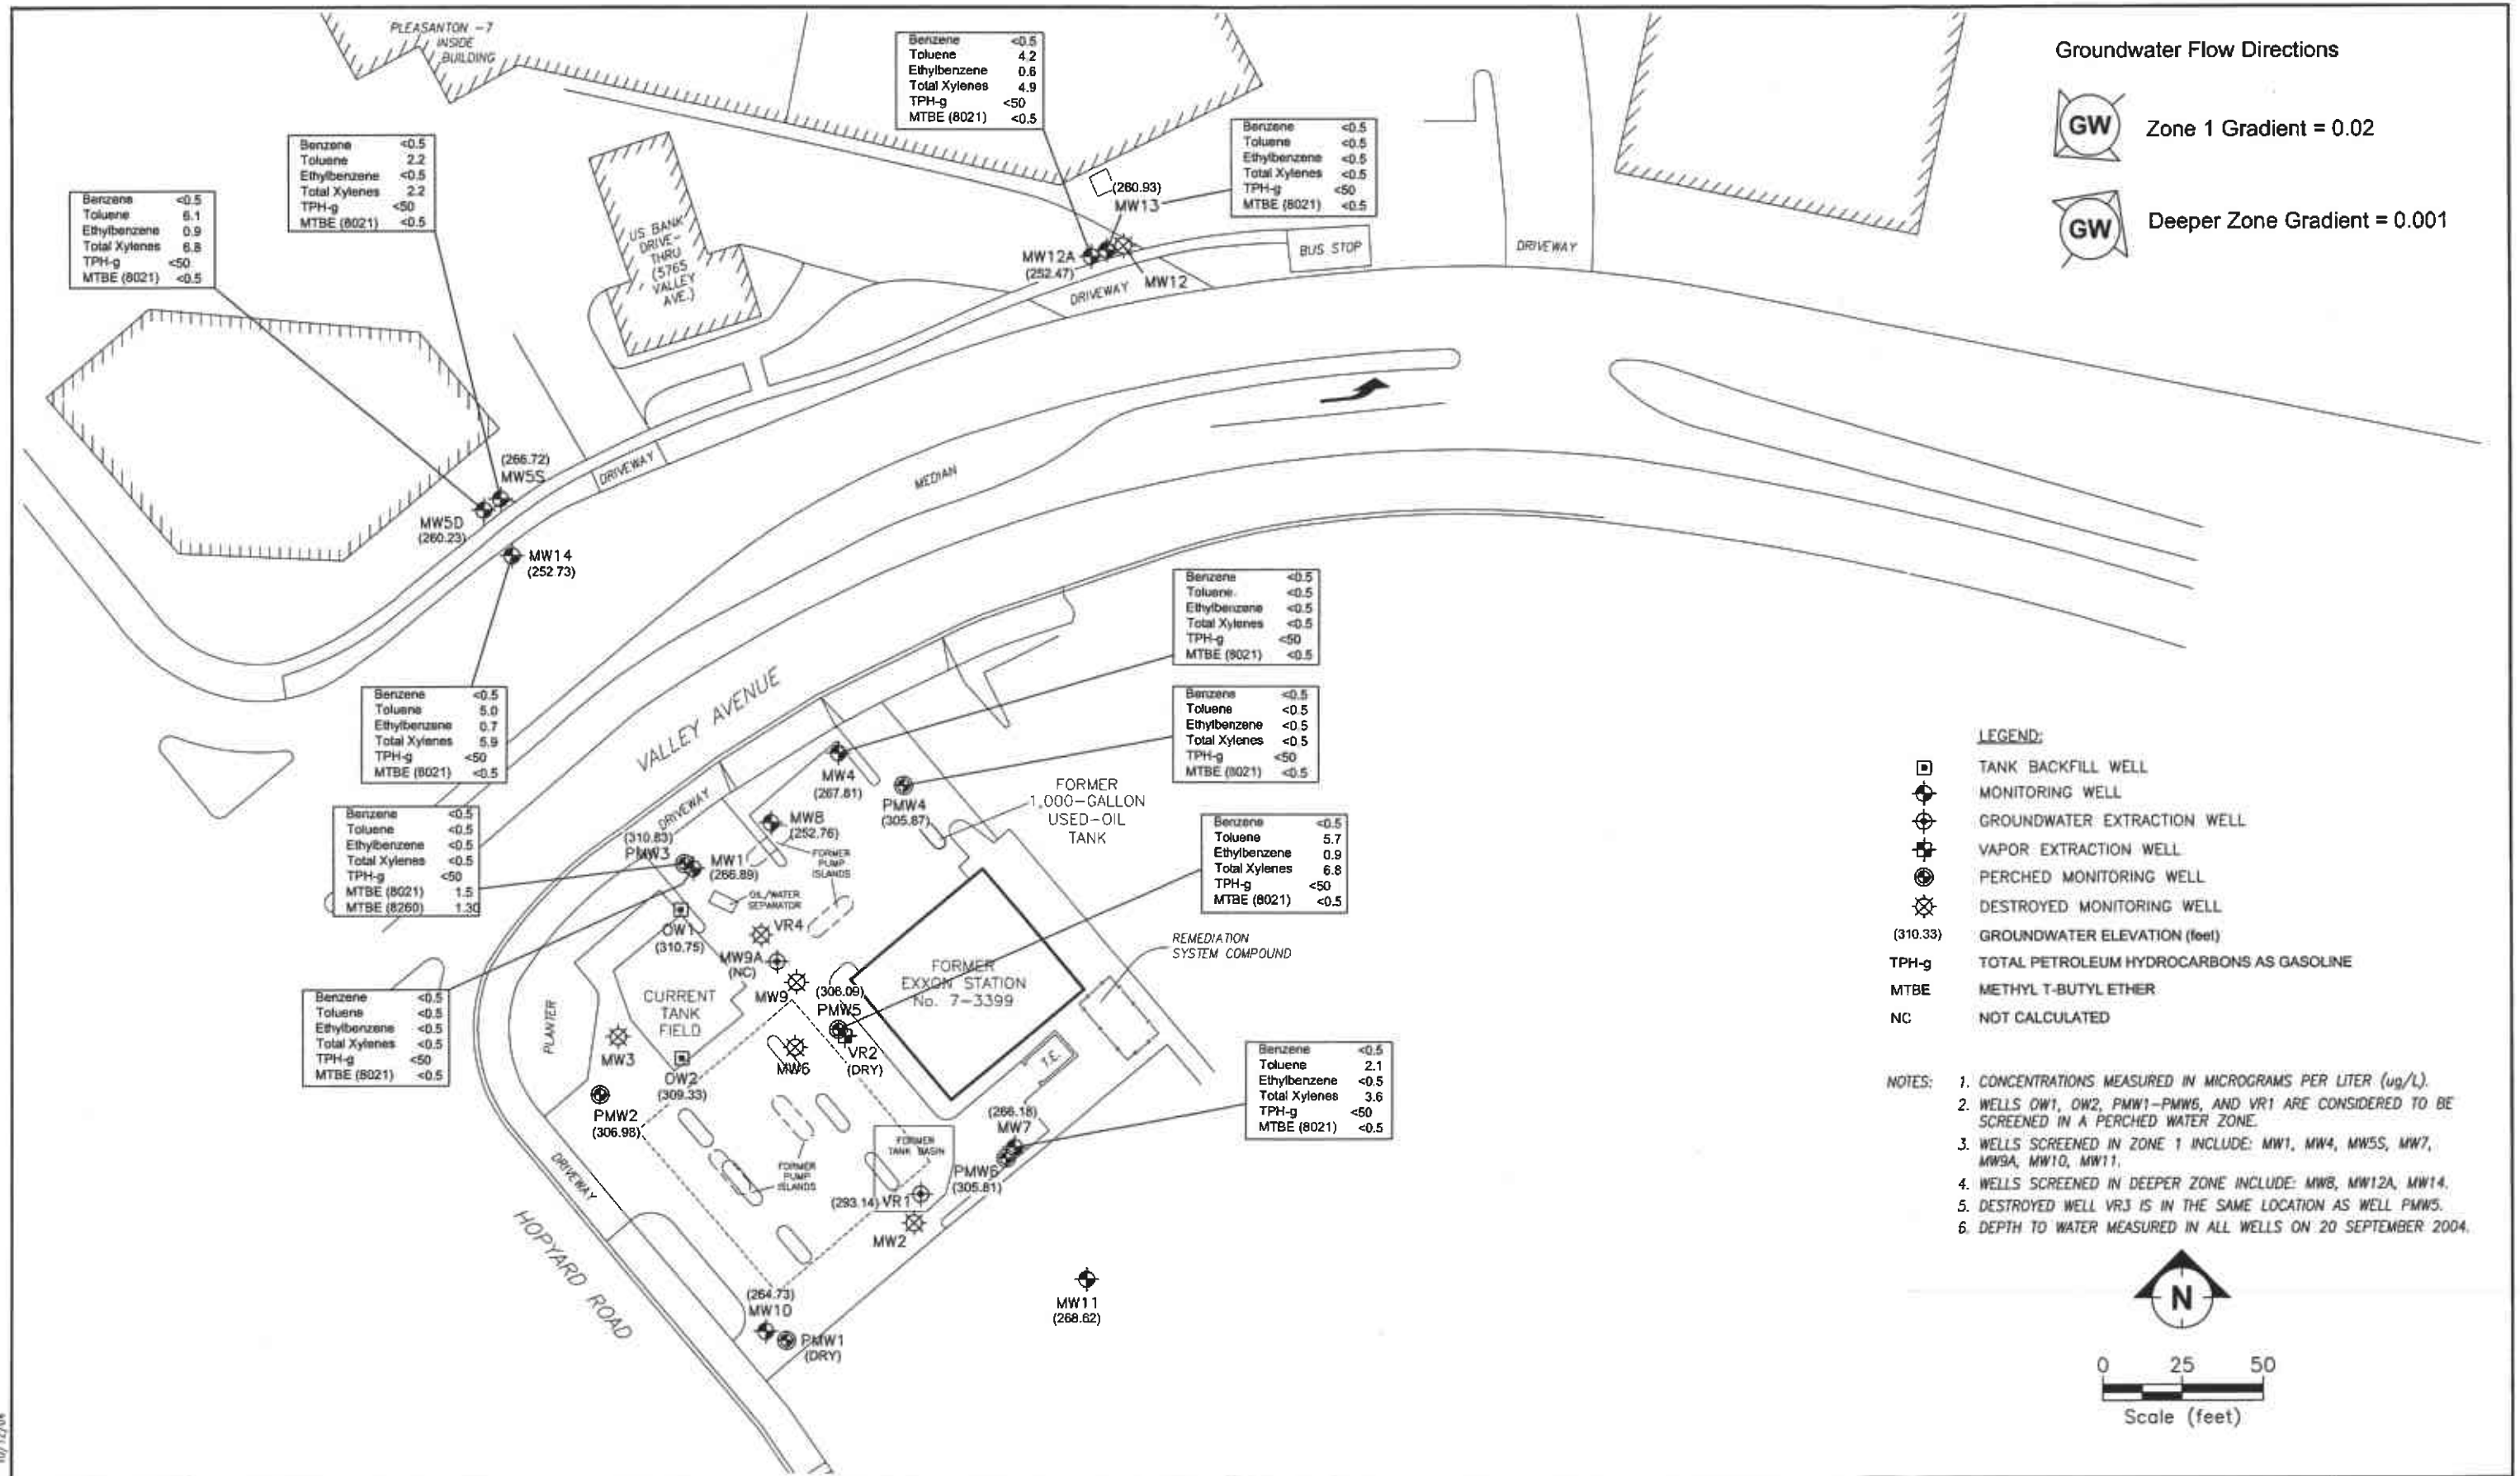 PLEASANTON -7
INSIDE
BUILDING
Benzene <0.5
Toluene 4.2
Ethylbenzene 0.6
Total Xylenes 4.9
TPH-g <50
MTBE (8021) <0.5
Groundwater Flow Directions
GW Zone 1 Gradient = 0.02
GW Deeper Zone Gradient = 0.001
Benzene <0.5
Toluene <0.5
Ethylbenzene <0.5
Total Xylenes <0.5
TPH-g <50
MTBE (8021) <0.5
Benzene <0.5
Toluene 2.2
Ethylbenzene <0.5
Total Xylenes 2.2
TPH-g <50
MTBE (8021) <0.5
Benzene <0.5
Toluene 6.1
Ethylbenzene 0.9
Total Xylenes 6.8
TPH-g <50
MTBE (8021) <0.5
US BANK
DRIVE-
THRU
(5765
VALLEY
AVE.)
(260.93)
MW13
MW12A
(252.47)
MW12
DRIVEWAY
BUS STOP
DRIVEWAY
(266.72)
MW5S
MW5D
(260.23)
DRIVEWAY
MEDIAN
MW14
(252 73)
Benzene <0.5
Toluene. <0.5
Ethylbenzene <0.5
Total Xylenes <0.5
TPH-g <50
MTBE (8021) <0.5
Benzene <0.5
Toluene 5.0
Ethylbenzene 0.7
Total Xylenes 5.9
TPH-g <50
MTBE (8021) <0.5
VALLEY AVENUE
Benzene <0.5
Toluene <0.5
Ethylbenzene <0.5
Total Xylenes <0 5
TPH-g <50
MTBE (8021) <0.5
MW4
(267.81)
PMW4
(305.87)
FORMER
1,000-GALLON
USED-OIL
TANK
DRIVEWAY
MW8
(252.76)
FORMER
PUMP
ISLANDS
Benzene <0.5
Toluene <0.5
Ethylbenzene <0.5
Total Xylenes <0.5
TPH-g <50
MTBE (8021) 1.5
MTBE (8260) 1.30
(310.83)
PMW3
MW1
(266.89)
OIL/WATER
SEPARATOR
Benzene <0.5
Toluene 5.7
Ethylbenzene 0.9
Total Xylenes 6.8
TPH-g <50
MTBE (8021) <0.5
OW1
(310.75)
VR4
MW9A
(NC)
MW9
REMEDIATION
SYSTEM COMPOUND
FORMER
EXXON STATION
No. 7-3399
(306.09)
PMW5
VR2
(DRY)
CURRENT
TANK
FIELD
PLANTER
Benzene <0.5
Toluene <0.5
Ethylbenzene <0.5
Total Xylenes <0.5
TPH-g <50
MTBE (8021) <0.5
MW3
MW6
OW2
(309.33)
T.E.
PMW2
(306.98)
Benzene <0.5
Toluene 2.1
Ethylbenzene <0.5
Total Xylenes 3.6
TPH-g <50
MTBE (8021) <0.5
(266.18)
MW7
PMW6
(305.81)
FORMER
TANK BASIN
FORMER
PUMP
ISLANDS
(293.14) VR1
MW2
DRIVEWAY
HOPYARD ROAD
(264.73)
MW10
PMW1
(DRY)
MW11
(268.62)
LEGEND:
TANK BACKFILL WELL
MONITORING WELL
GROUNDWATER EXTRACTION WELL
VAPOR EXTRACTION WELL
PERCHED MONITORING WELL
DESTROYED MONITORING WELL
(310.33) GROUNDWATER ELEVATION (feet)
TPH-g TOTAL PETROLEUM HYDROCARBONS AS GASOLINE
MTBE METHYL T-BUTYL ETHER
NC NOT CALCULATED
NOTES: 1. CONCENTRATIONS MEASURED IN MICROGRAMS PER LITER (ug/L).
2. WELLS OW1, OW2, PMW1-PMW6, AND VR1 ARE CONSIDERED TO BE
SCREENED IN A PERCHED WATER ZONE.
3. WELLS SCREENED IN ZONE 1 INCLUDE: MW1, MW4, MW5S, MW7,
MW9A, MW10, MW11.
4. WELLS SCREENED IN DEEPER ZONE INCLUDE: MW8, MW12A, MW14.
5. DESTROYED WELL VR3 IS IN THE SAME LOCATION AS WELL PMW5.
6. DEPTH TO WATER MEASURED IN ALL WELLS ON 20 SEPTEMBER 2004.
N
0 25 50
Scale (feet)